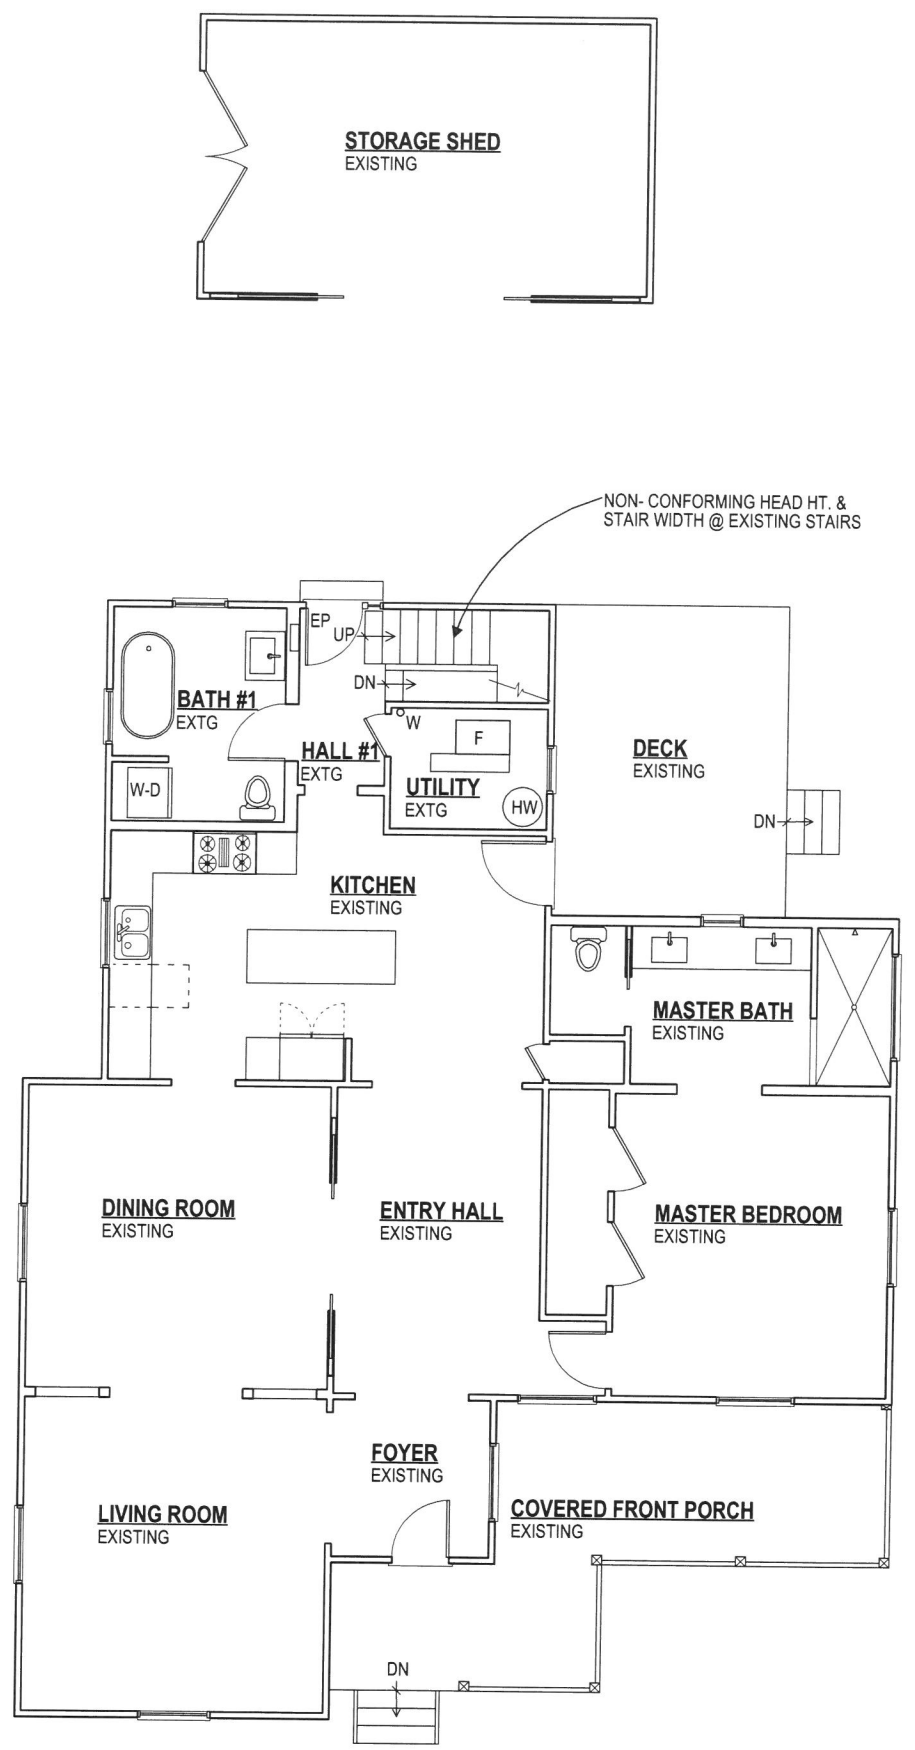 STORAGE SHED
EXISTING
NON- CONFORMING HEAD HT. &
STAIR WIDTH @ EXISTING STAIRS
EP
UP
DN
BATH #1
EXTG
W
F
HALL #1
EXTG
DECK
EXISTING
UTILITY
EXTG
W-D
HW
DN
KITCHEN
EXISTING
MASTER BATH
EXISTING
DINING ROOM
EXISTING
ENTRY HALL
EXISTING
MASTER BEDROOM
EXISTING
FOYER
EXISTING
LIVING ROOM
EXISTING
COVERED FRONT PORCH
EXISTING
DN